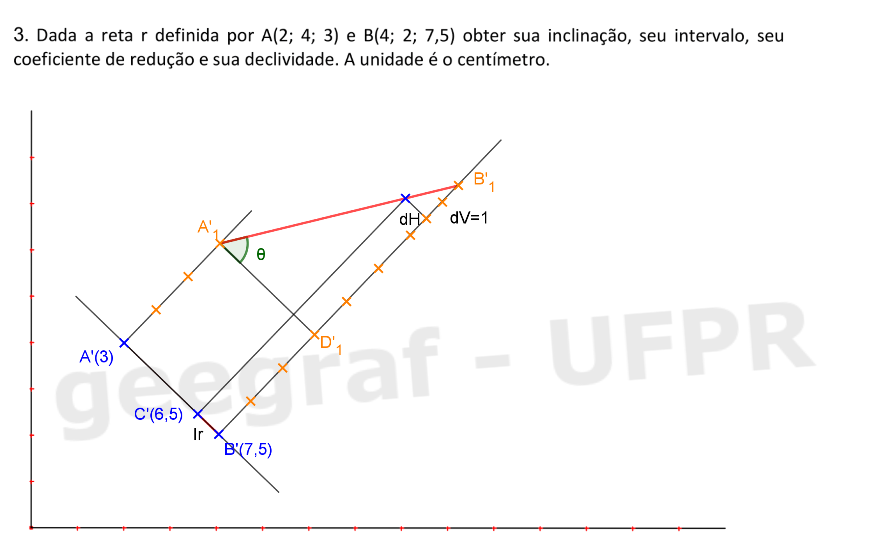 3. Dada a reta r definida por A(2; 4; 3) e B(4; 2; 7,5) obter sua inclinação, seu intervalo, seu
coeficiente de redução e sua declividade. A unidade é o centímetro.
B'1
A'1
dH
dV=1
θ
D'1
A'(3)
C'(6,5)
Ir
B'(7,5)
geegraf - UFPR